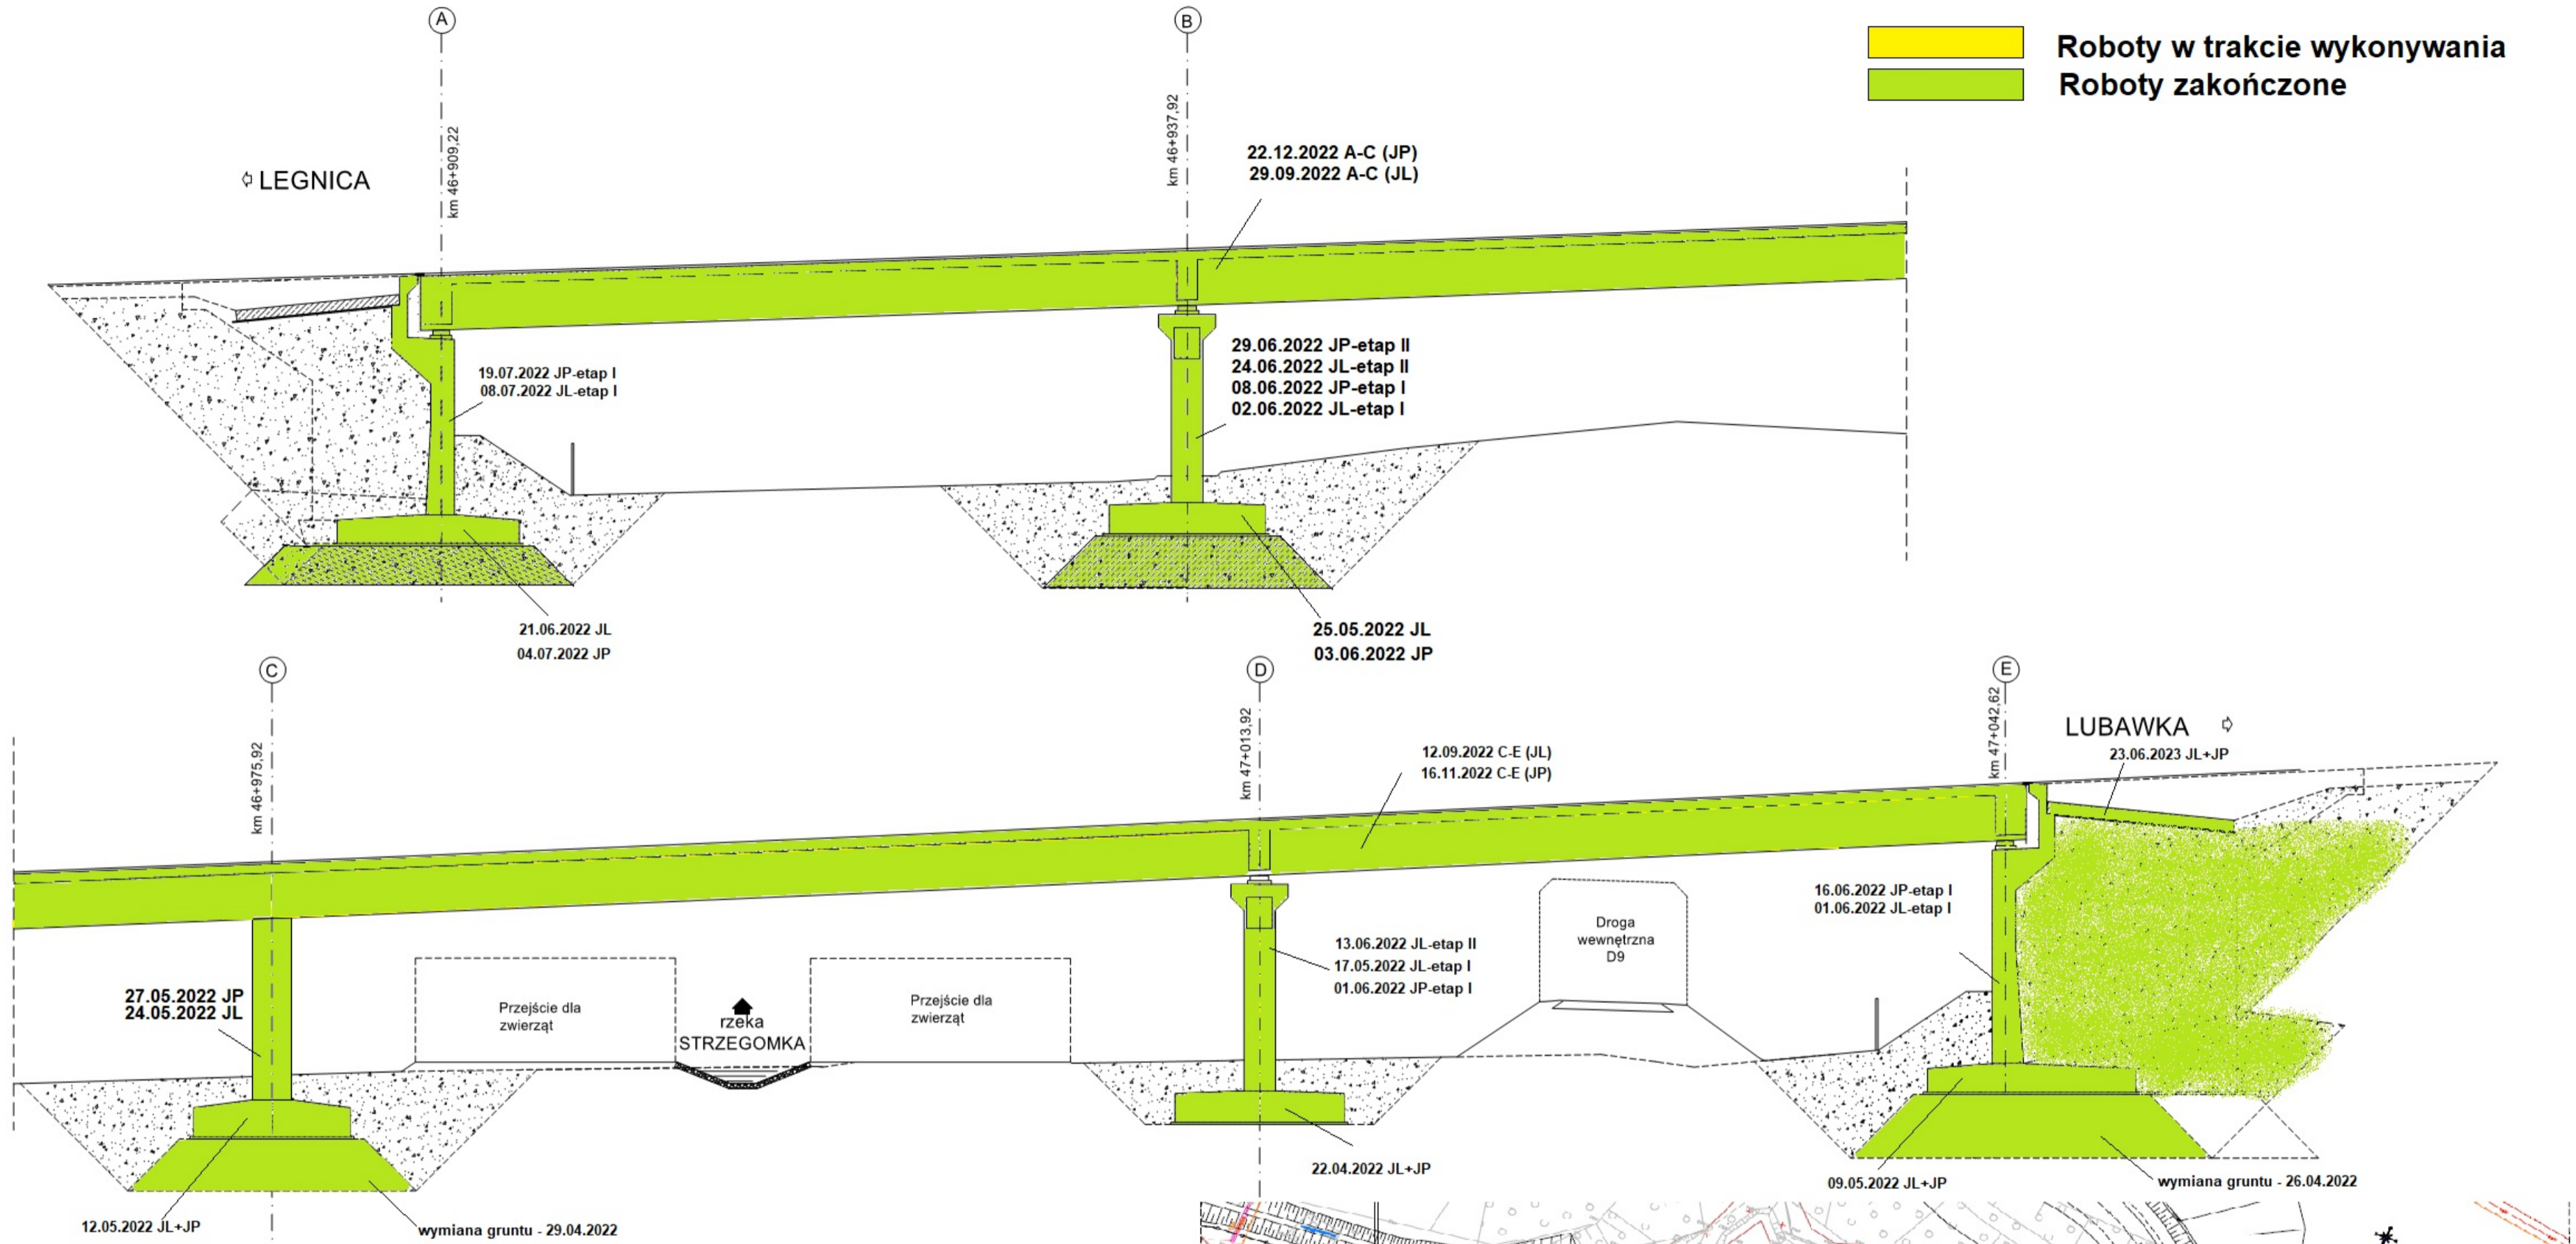 A
B
Roboty w trakcie wykonywania
Roboty zakończone
km 46+909,22
km 46+937,92
LEGNICA
22.12.2022 A-C (JP)
29.09.2022 A-C (JL)
19.07.2022 JP-etap I
08.07.2022 JL-etap I
29.06.2022 JP-etap II
24.06.2022 JL-etap II
08.06.2022 JP-etap I
02.06.2022 JL-etap I
21.06.2022 JL
04.07.2022 JP
25.05.2022 JL
03.06.2022 JP
C
D
E
km 46+975,92
km 47+013,92
km 47+042,62
LUBAWKA
23.06.2023 JL+JP
12.09.2022 C-E (JL)
16.11.2022 C-E (JP)
16.06.2022 JP-etap I
01.06.2022 JL-etap I
Droga
wewnętrzna
D9
13.06.2022 JL-etap II
17.05.2022 JL-etap I
01.06.2022 JP-etap I
27.05.2022 JP
24.05.2022 JL
Przejście dla
zwierząt
rzeka
STRZEGOMKA
Przejście dla
zwierząt
22.04.2022 JL+JP
09.05.2022 JL+JP
wymiana gruntu - 26.04.2022
12.05.2022 JL+JP
wymiana gruntu - 29.04.2022